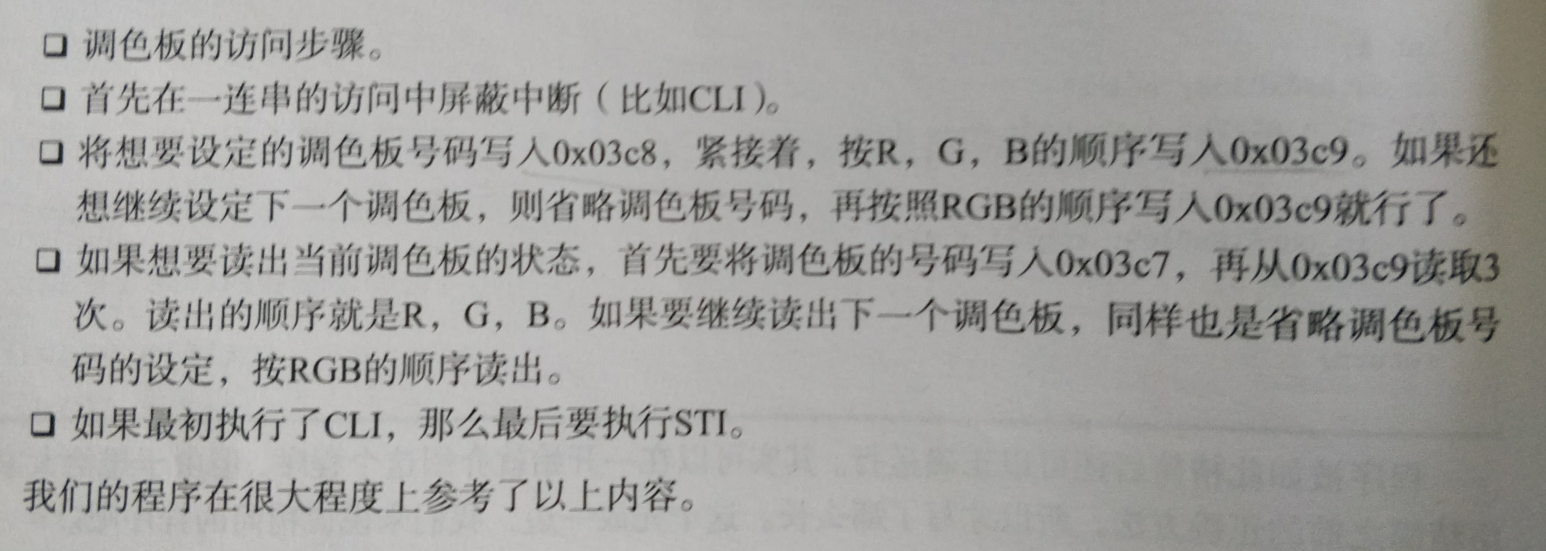 ❏ 调色板的访问步骤。
❏ 首先在一连串的访问中屏蔽中断（比如CLI）。
❏ 将想要设定的调色板号码写入0x03c8，紧接着，按R，G，B的顺序写入0x03c9。如果还
想继续设定下一个调色板，则省略调色板号码，再按照RGB的顺序写入0x03c9就行了。
❏ 如果想要读出当前调色板的状态，首先要将调色板的号码写入0x03c7，再从0x03c9读取3
次。读出的顺序就是R，G，B。如果要继续读出下一个调色板，同样也是省略调色板号
码的设定，按RGB的顺序读出。
❏ 如果最初执行了CLI，那么最后要执行STI。
我们的程序在很大程度上参考了以上内容。